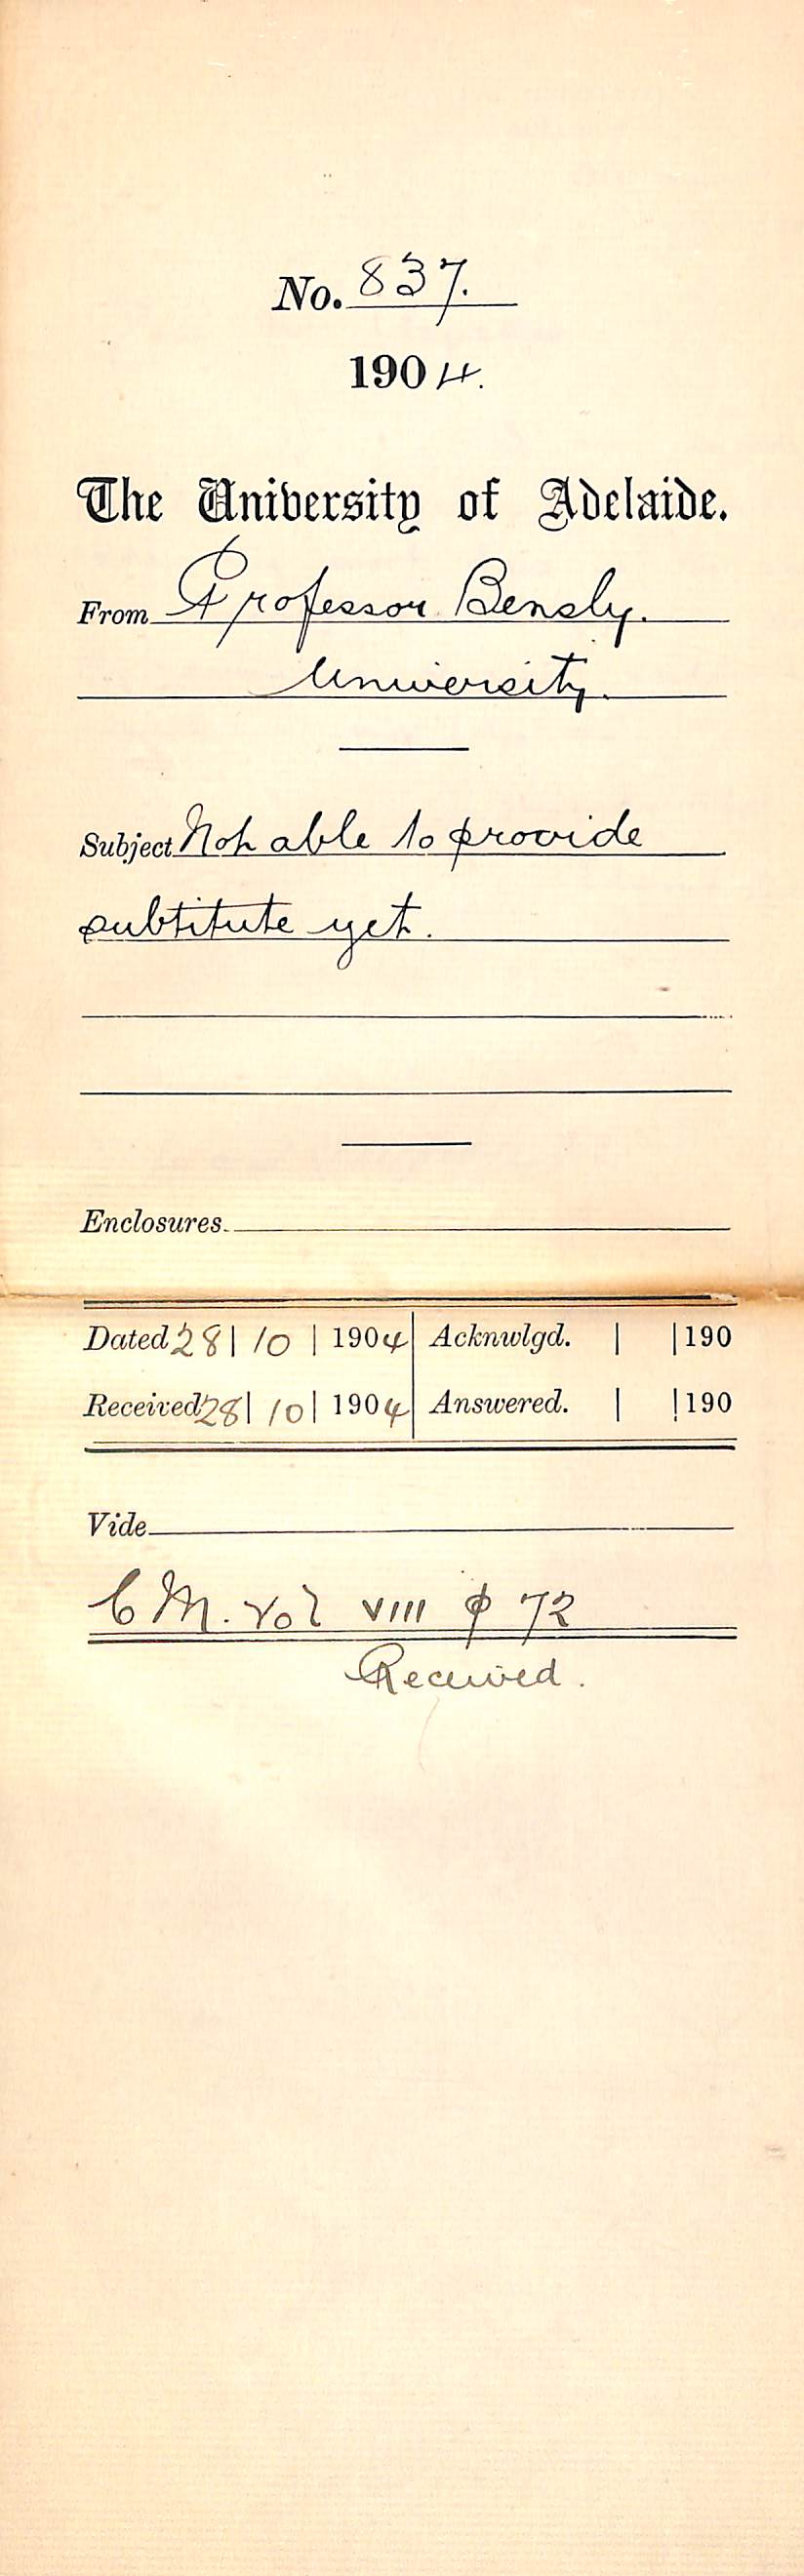 No. 837.
1904.
The University of Adelaide.
From Professor Bensly.
University.
Subject Not able to provide
subtitute yet.
Enclosures.
Dated 28 | 10 | 1904 Acknwlgd. | | 190
Received 28 | 10 | 1904 Answered. | | 190
Vide
C M. Vol VIII p 72
Received.